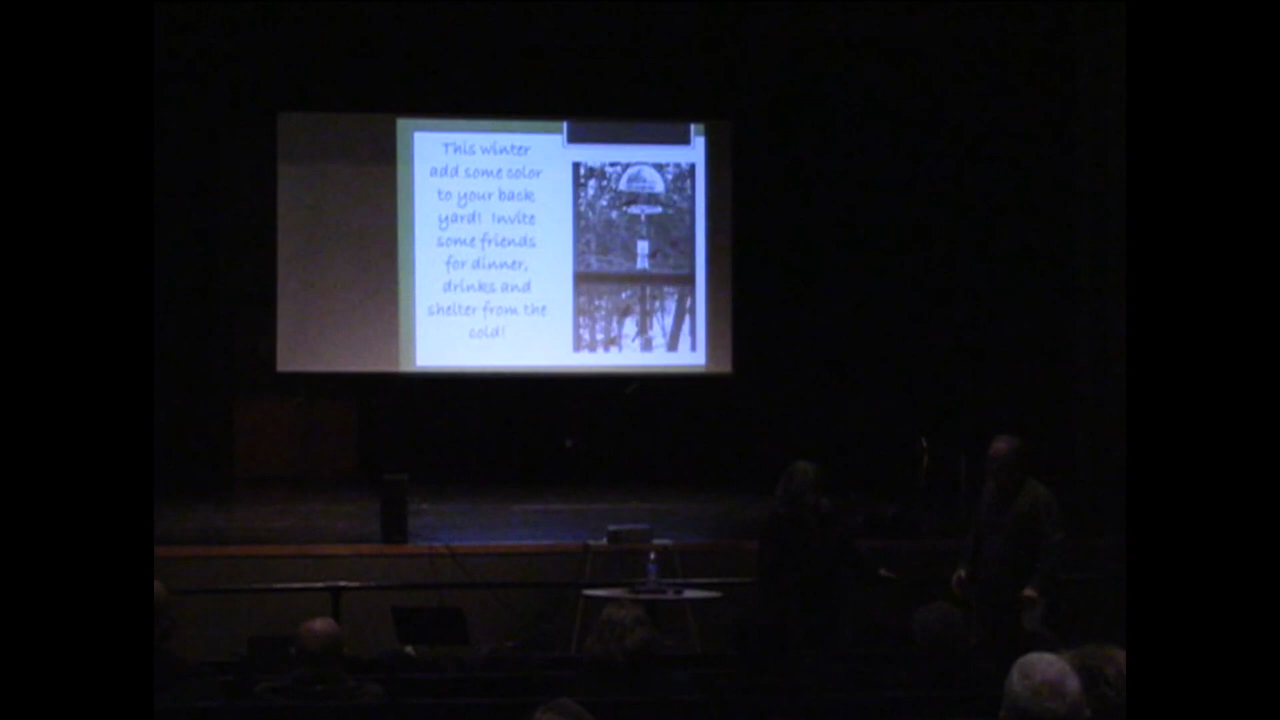 This winter
add some color
to your back
yard! Invite
some friends
for dinner,
drinks and
shelter from the
cold!